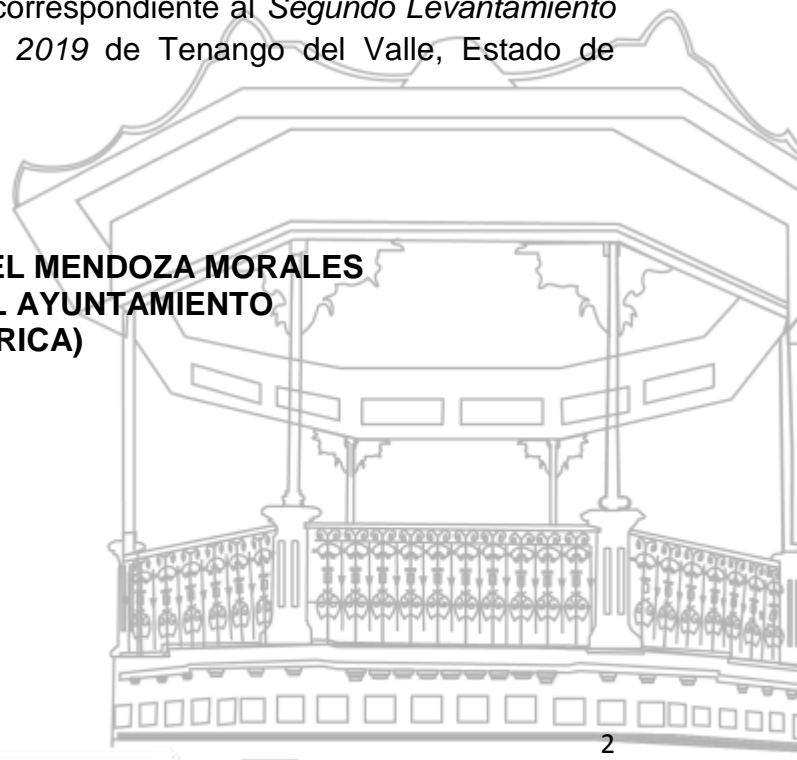 correspondiente al Segundo Levantamiento
2019 de Tenango del Valle, Estado de
EL MENDOZA MORALES
AYUNTAMIENTO
RICA)
2